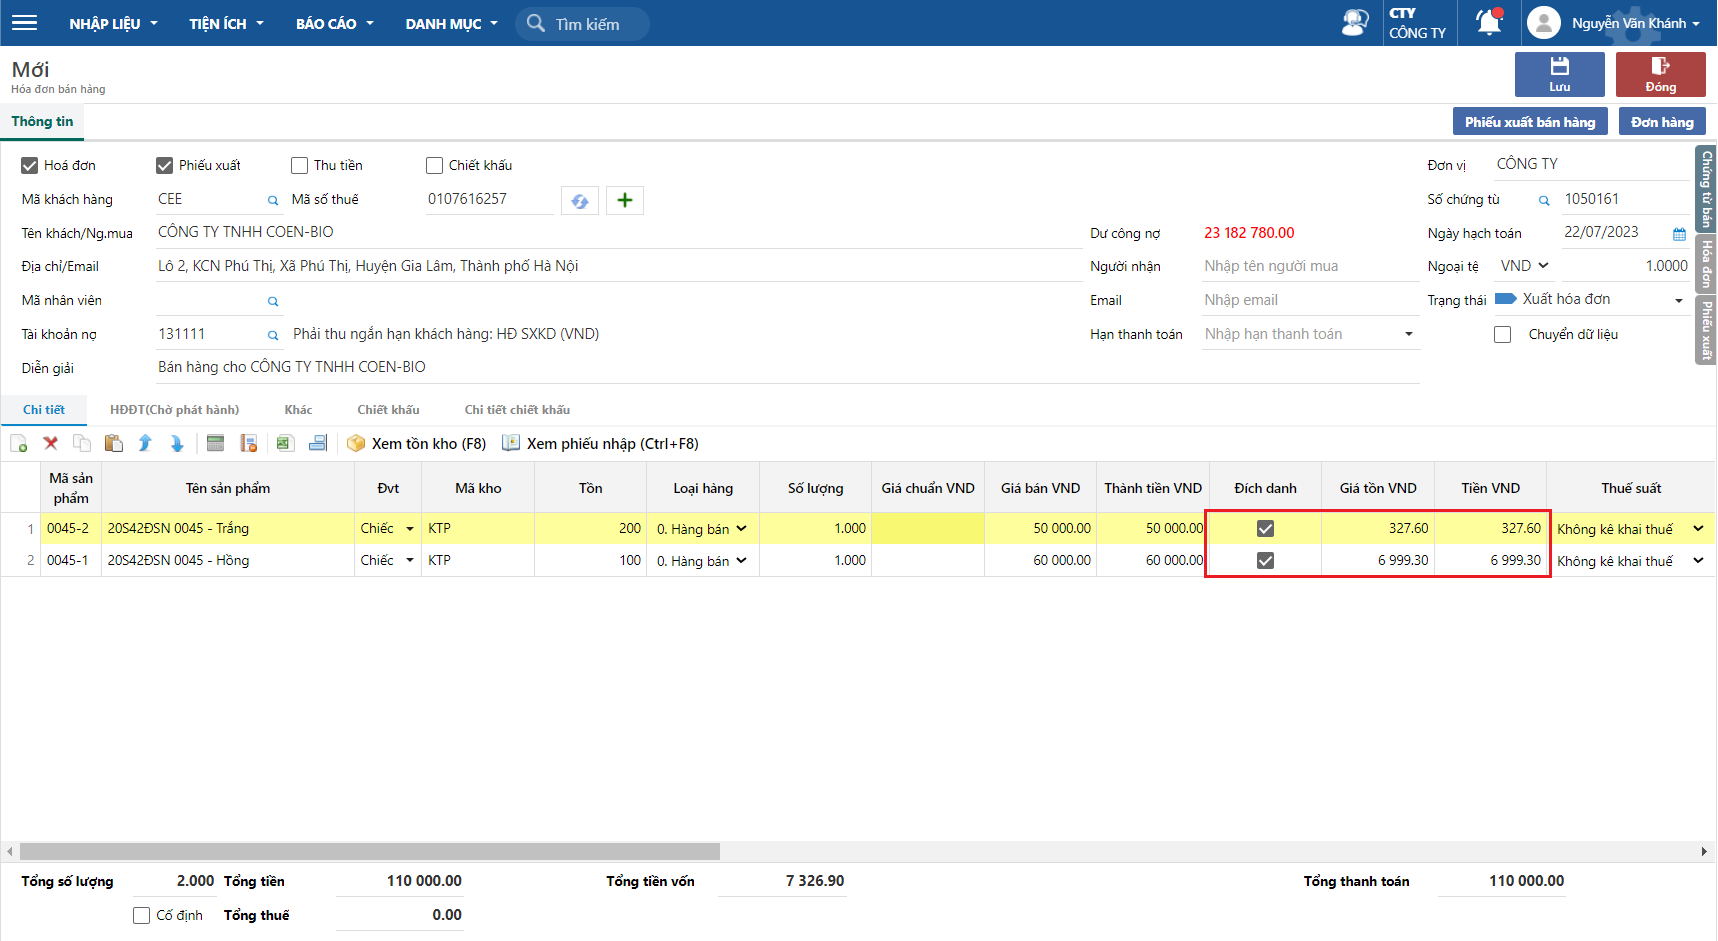 NHẬP LIỆU TIỆN ÍCH BÁO CÁO DANH MỤC Tìm kiếm CTY CÔNG TY Nguyễn Văn Khánh
Mới
Hóa đơn bán hàng
Lưu Đóng
Thông tin Phiếu xuất bán hàng Đơn hàng
Hoá đơn Phiếu xuất Thu tiền Chiết khấu Đơn vị CÔNG TY
Mã khách hàng CEE Mã số thuế 0107616257 Số chứng từ 1050161
Tên khách/Ng.mua CÔNG TY TNHH COEN-BIO Dư công nợ 23 182 780.00 Ngày hạch toán 22/07/2023
Địa chỉ/Email Lô 2, KCN Phú Thị, Xã Phú Thị, Huyện Gia Lâm, Thành phố Hà Nội Người nhận Nhập tên người mua Ngoại tệ VND 1.0000
Mã nhân viên Email Nhập email Trạng thái Xuất hóa đơn
Tài khoản nợ 131111 Phải thu ngắn hạn khách hàng: HĐ SXKD (VND) Hạn thanh toán Nhập hạn thanh toán Chuyển dữ liệu
Diễn giải Bán hàng cho CÔNG TY TNHH COEN-BIO
Chứng từ bán
Hóa đơn
Phiếu xuất
Chi tiết HĐĐT(Chờ phát hành) Khác Chiết khấu Chi tiết chiết khấu
Xem tồn kho (F8) Xem phiếu nhập (Ctrl+F8)
Mã sản phẩm Tên sản phẩm Đvt Mã kho Tồn Loại hàng Số lượng Giá chuẩn VND Giá bán VND Thành tiền VND Đích danh Giá tồn VND Tiền VND Thuế suất
1 0045-2 20S42ĐSN 0045 - Trắng Chiếc KTP 200 0. Hàng bán 1.000 50 000.00 50 000.00 327.60 327.60 Không kê khai thuế
2 0045-1 20S42ĐSN 0045 - Hồng Chiếc KTP 100 0. Hàng bán 1.000 60 000.00 60 000.00 6 999.30 6 999.30 Không kê khai thuế
Tổng số lượng 2.000 Tổng tiền 110 000.00 Tổng tiền vốn 7 326.90 Tổng thanh toán 110 000.00
Cố định Tổng thuế 0.00